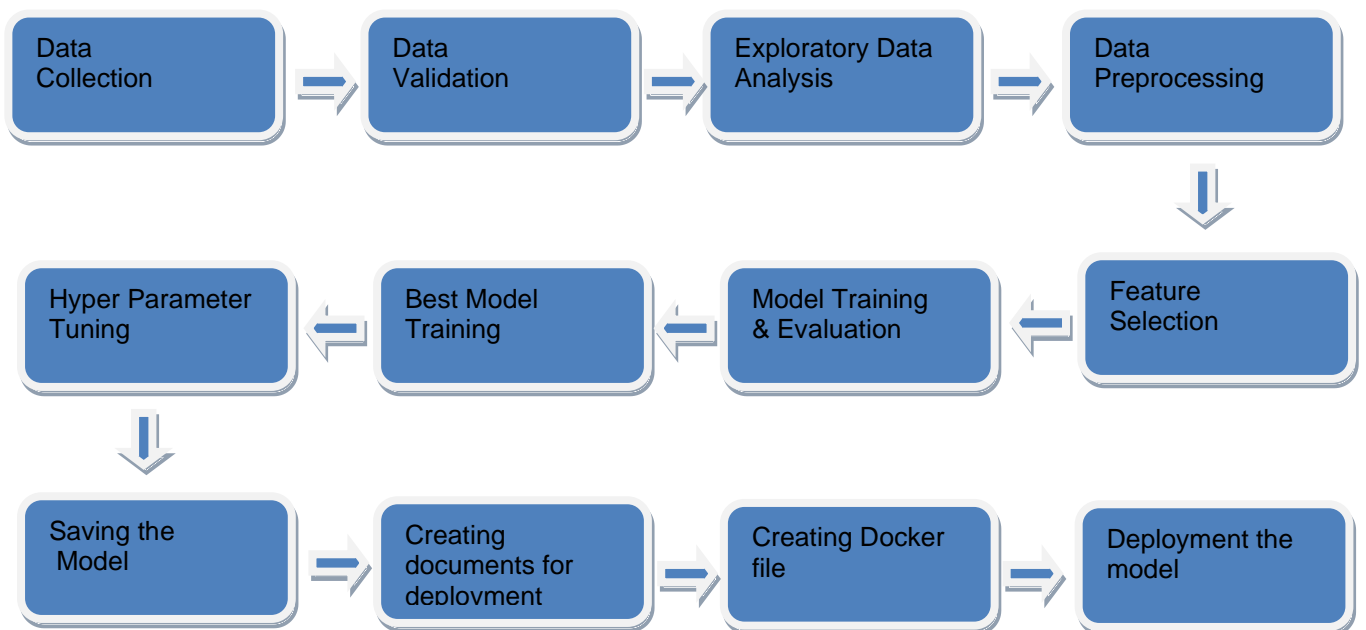 Data
Collection
Data
Validation
Exploratory Data
Analysis
Data
Preprocessing
Feature
Selection
Model Training
& Evaluation
Best Model
Training
Hyper Parameter
Tuning
Saving the
Model
Creating
documents for
deployment
Creating Docker
file
Deployment the
model